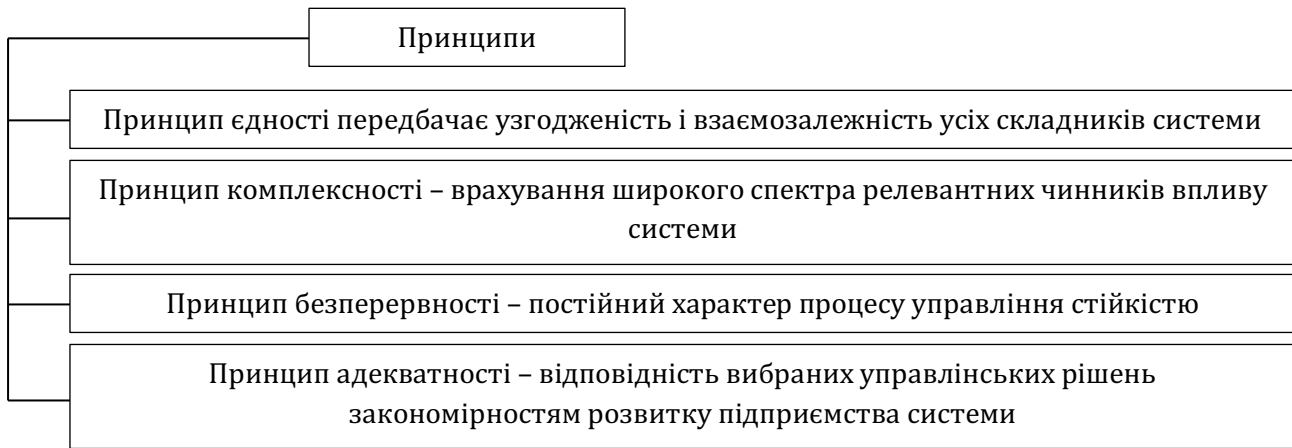 Принципи
Принцип єдності передбачає узгодженість і взаємозалежність усіх складників системи
Принцип комплексності – врахування широкого спектра релевантних чинників впливу
системи
Принцип безперервності – постійний характер процесу управління стійкістю
Принцип адекватності – відповідність вибраних управлінських рішень
закономірностям розвитку підприємства системи